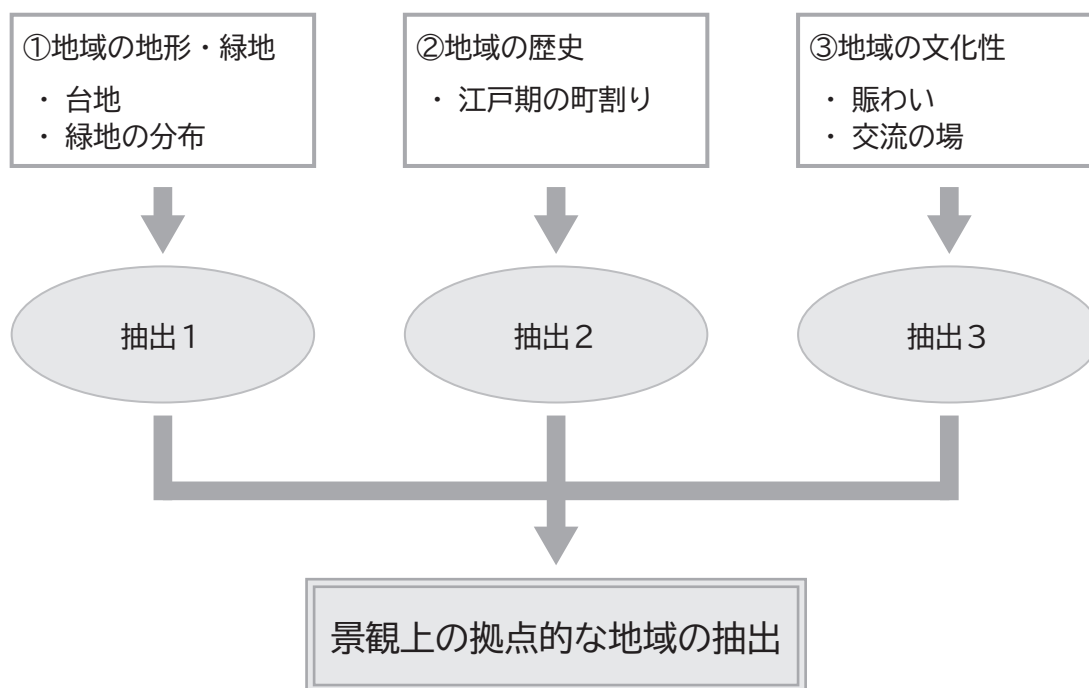 ①地域の地形・緑地
・ 台地
・ 緑地の分布
②地域の歴史
・ 江戸期の町割り
③地域の文化性
・ 賑わい
・ 交流の場
抽出1
抽出2
抽出3
景観上の拠点的な地域の抽出